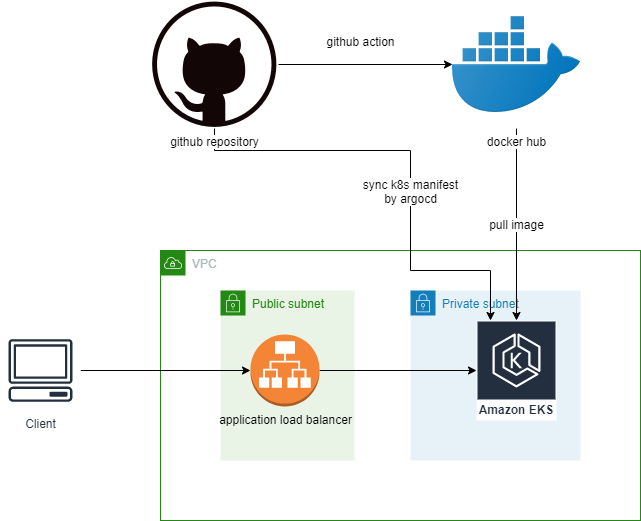 github action
github repository
docker hub
sync k8s manifest
by argocd
pull image
VPC
Public subnet
Private subnet
K
Client
application load balancer
Amazon EKS